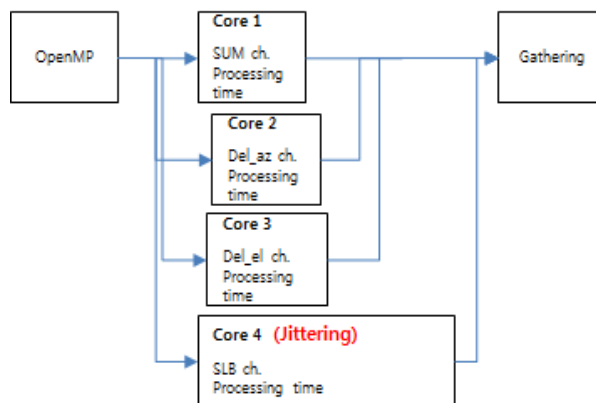 OpenMP
Core 1
SUM ch.
Processing
time
Gathering
Core 2
Del_az ch.
Processing
time
Core 3
Del_el ch.
Processing
time
Core 4 (Jittering)
SLB ch.
Processing time